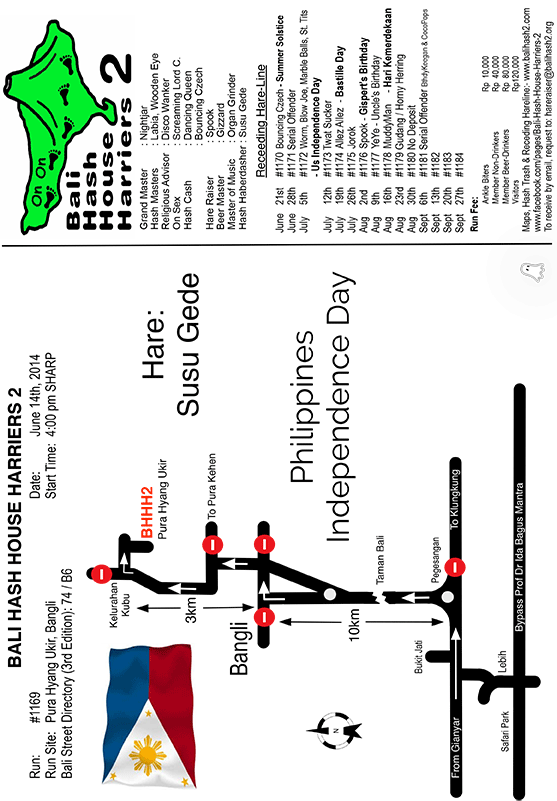 BALI HASH HOUSE HARRIERS 2
Run: #1169
Run Site: Pura Hyang Ukir, Bangli
Bali Street Directory (3rd Edition): 74 / B6
Date: June 14th, 2014
Start Time: 4:00 pm SHARP
Hare:
Susu Gede
Philippines
Independence Day
Kelurahan
Kubu
BHHH2
Pura Hyang Ukir
To Pura Kehen
3km
Bangli
10km
Taman Bali
Bukit Jati
Pegesangan
To Klungkung
From Gianyar
Lebih
Safari Park
Bypass Prof Dr Ida Bagus Mantra
N
On On
Bali
Hash
House
Harriers 2
Grand Master : Nightjar
Hash Masters : Labia, Wooden Eye
Religious Advisor : Disco Wanker
On Sex : Screaming Lord C.
: Dancing Queen
Hash Cash : Bouncing Czech
Hare Raiser : Spook
Beer Master : Gizzard
Master of Music : Organ Grinder
Hash Haberdasher : Susu Gede
Receeding Hare-Line
June 21st #1170 Bouncing Czech - Summer Solstice
June 28th #1171 Serial Offender
July 5th #1172 Worm, Blow Joe, Marble Balls, St. Tits
- Us Independence Day
July 12th #1173 Twat Sucker
July 19th #1174 Allez Allez - Bastille Day
July 26th #1175 Jorok
Aug 2nd #1176 Spook - Gispert's Birthday
Aug 9th #1177 YeYe - Unole's Birthday
Aug 16th #1178 MuddyMan - Hari Kemerdekaan
Aug 23rd #1179 Gudang / Horny Herring
Aug 30th #1180 No Deposit
Sept 6th #1181 Serial Offender BthdyKeogan & CocoPops
Sept 13th #1182
Sept 20th #1183
Sept 27th #1184
Run Fee:
Ankle Biters Rp 10,000
Member Non-Drinkers Rp 40,000
Member Beer-Drinkers Rp 80,000
Visitors Rp120,000
Maps, Hash Trash & Receding Hareline:- www.balihash2.com
www.facebook.com/pages/Bali-Hash-House-Harriers-2
To receive by email, request to: hareraiser@balihash2.org